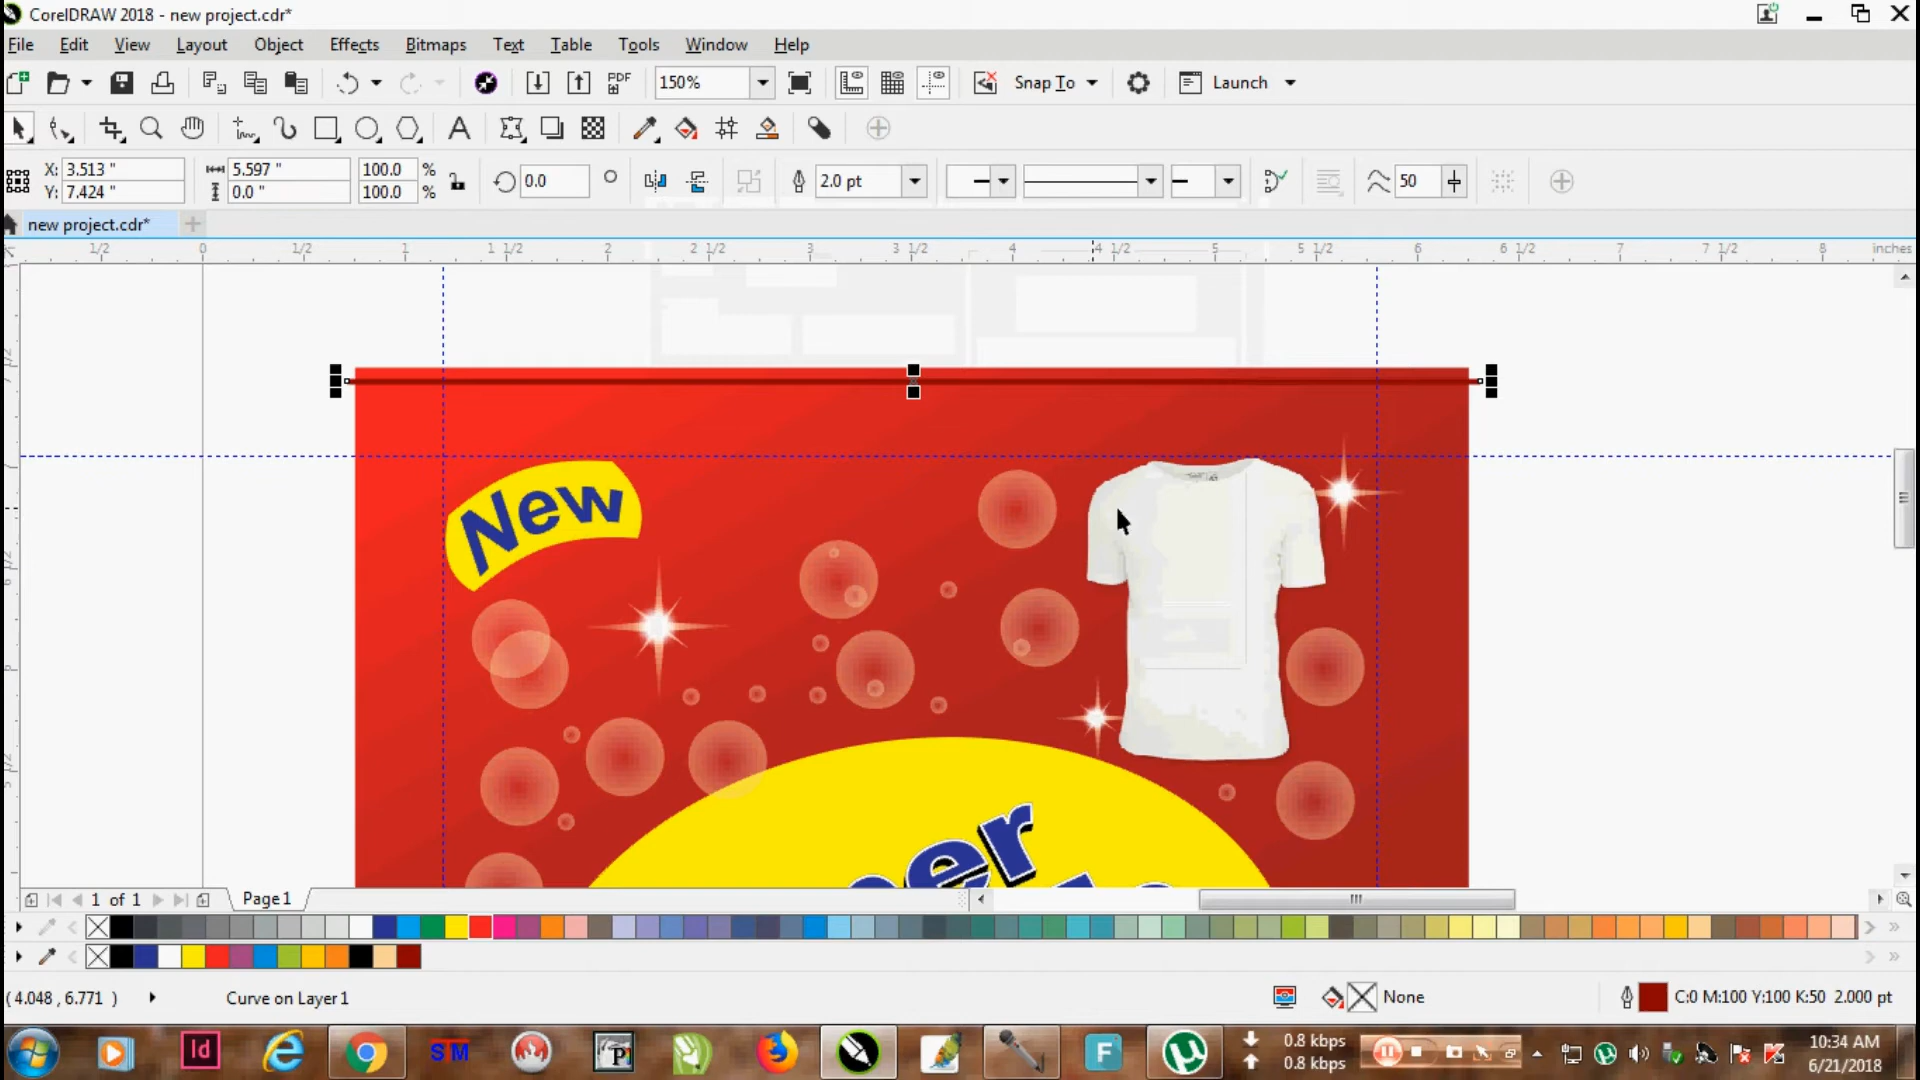 CorelDRAW 2018 - new project.cdr*
File Edit View Layout Object Effects Bitmaps Text Table Tools Window Help
PDF 150% Snap To Launch
X: 3.513 " 5.597 " 100.0 % 0.0 2.0 pt 50
Y: 7.424 " 0.0 " 100.0 %
new project.cdr*
1/2 0 1/2 1 1 1/2 2 2 1/2 3 3 1/2 4 4 1/2 5 5 1/2 6 6 1/2 7 7 1/2 8 inches
New
er
1 of 1 Page 1
( 4.048 , 6.771 ) Curve on Layer 1 None C:0 M:100 Y:100 K:50 2.000 pt
Id SM P F 0.8 kbps 10:34 AM
0.8 kbps 6/21/2018